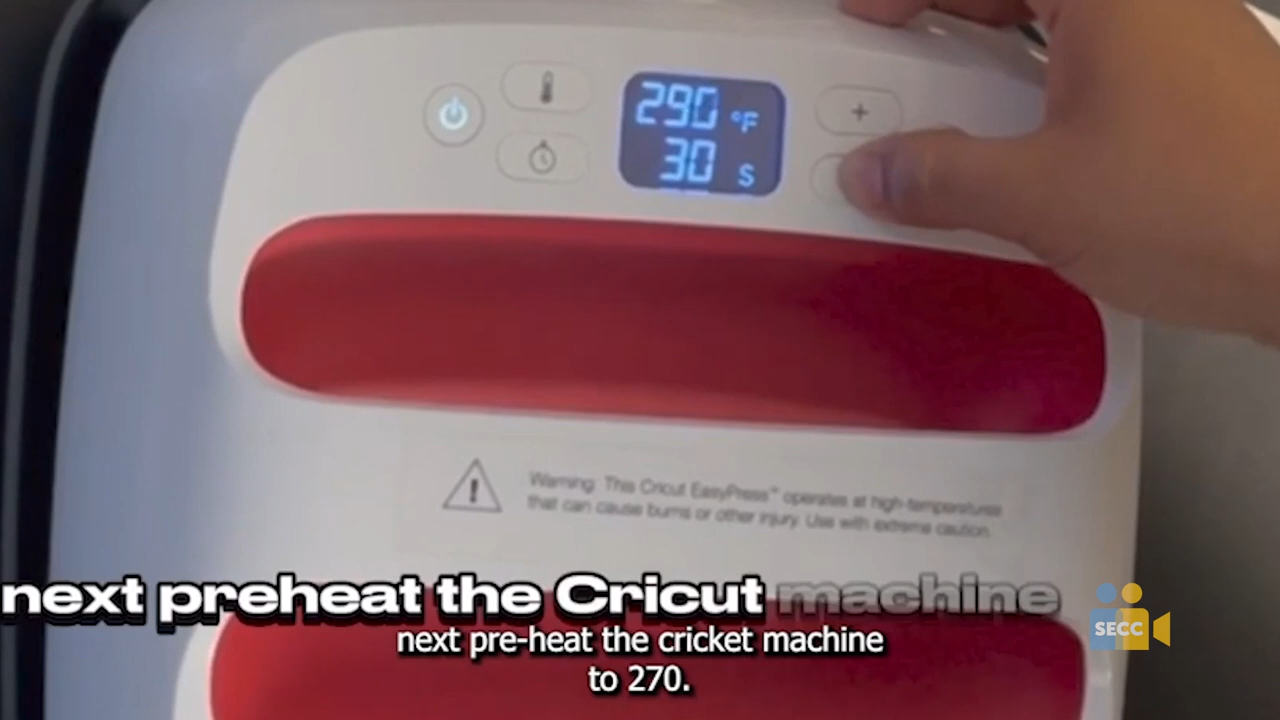 290 °F
30 S
+
Warning: This Cricut EasyPress™ operates at high-temperatures
that can cause burns or other injury. Use with extreme caution.
next preheat the Cricut machine
next pre-heat the cricket machine
to 270.
SECC